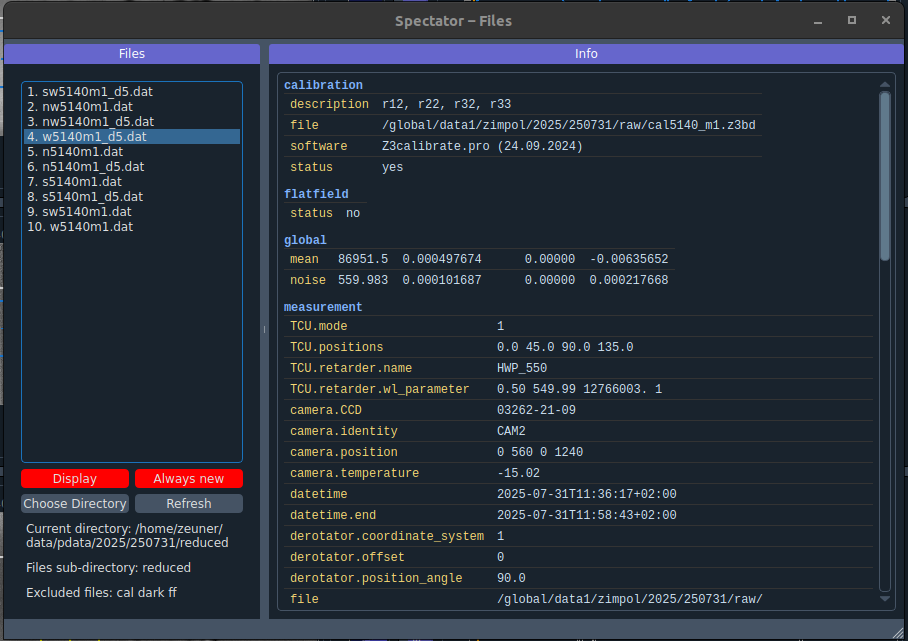 Spectator – Files
Files
1. sw5140m1_d5.dat
2. nw5140m1.dat
3. nw5140m1_d5.dat
4. w5140m1_d5.dat
5. n5140m1.dat
6. n5140m1_d5.dat
7. s5140m1.dat
8. s5140m1_d5.dat
9. sw5140m1.dat
10. w5140m1.dat
Display Always new
Choose Directory Refresh
Current directory: /home/zeuner/
data/pdata/2025/250731/reduced
Files sub-directory: reduced
Excluded files: cal dark ff
Info
calibration
description r12, r22, r32, r33
file /global/data1/zimpol/2025/250731/raw/cal5140_m1.z3bd
software Z3calibrate.pro (24.09.2024)
status yes
flatfield
status no
global
mean 86951.5 0.000497674 0.00000 -0.00635652
noise 559.983 0.000101687 0.00000 0.000217668
measurement
TCU.mode 1
TCU.positions 0.0 45.0 90.0 135.0
TCU.retarder.name HWP_550
TCU.retarder.wl_parameter 0.50 549.99 12766003. 1
camera.CCD 03262-21-09
camera.identity CAM2
camera.position 0 560 0 1240
camera.temperature -15.02
datetime 2025-07-31T11:36:17+02:00
datetime.end 2025-07-31T11:58:43+02:00
derotator.coordinate_system 1
derotator.offset 0
derotator.position_angle 90.0
file /global/data1/zimpol/2025/250731/raw/